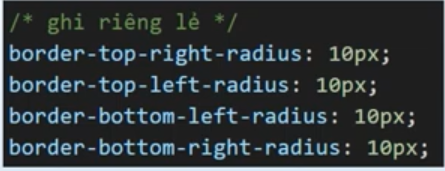 /* ghi riêng lẻ */
border-top-right-radius: 10px;
border-top-left-radius: 10px;
border-bottom-left-radius: 10px;
border-bottom-right-radius: 10px;